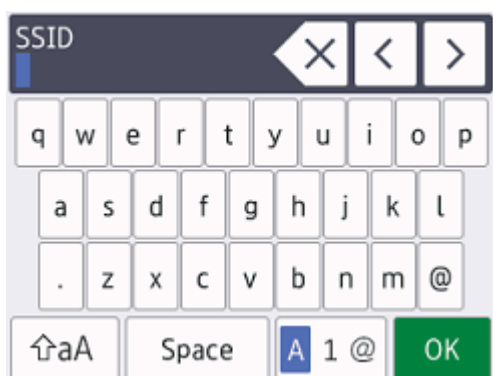 SSID
q w e r t y u i o p
a s d f g h j k l
. z x c v b n m @
aA Space A 1 @ OK